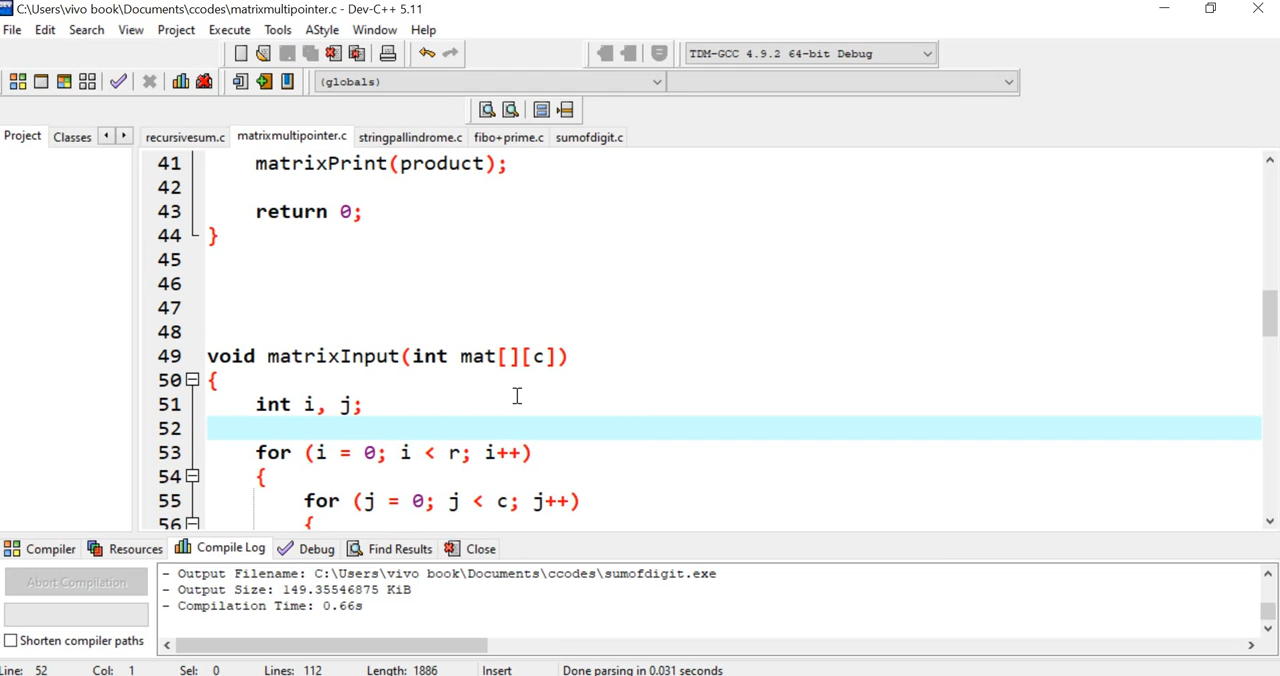 C:\Users\vivo book\Documents\ccodes\matrixmultipointer.c - Dev-C++ 5.11
File Edit Search View Project Execute Tools AStyle Window Help
TDM-GCC 4.9.2 64-bit Debug
(globals)
Project Classes recursivesum.c matrixmultipointer.c stringpallindrome.c fibo+prime.c sumofdigit.c
41 matrixPrint(product);
42
43 return 0;
44 }
45
46
47
48
49 void matrixInput(int mat[][c])
50 {
51 int i, j;
52
53 for (i = 0; i < r; i++)
54 {
55 for (j = 0; j < c; j++)
56 {
Compiler Resources Compile Log Debug Find Results Close
Abort Compilation
Shorten compiler paths
- Output Filename: C:\Users\vivo book\Documents\ccodes\sumofdigit.exe
- Output Size: 149.35546875 KiB
- Compilation Time: 0.66s
Line: 52 Col: 1 Sel: 0 Lines: 112 Length: 1886 Insert Done parsing in 0.031 seconds